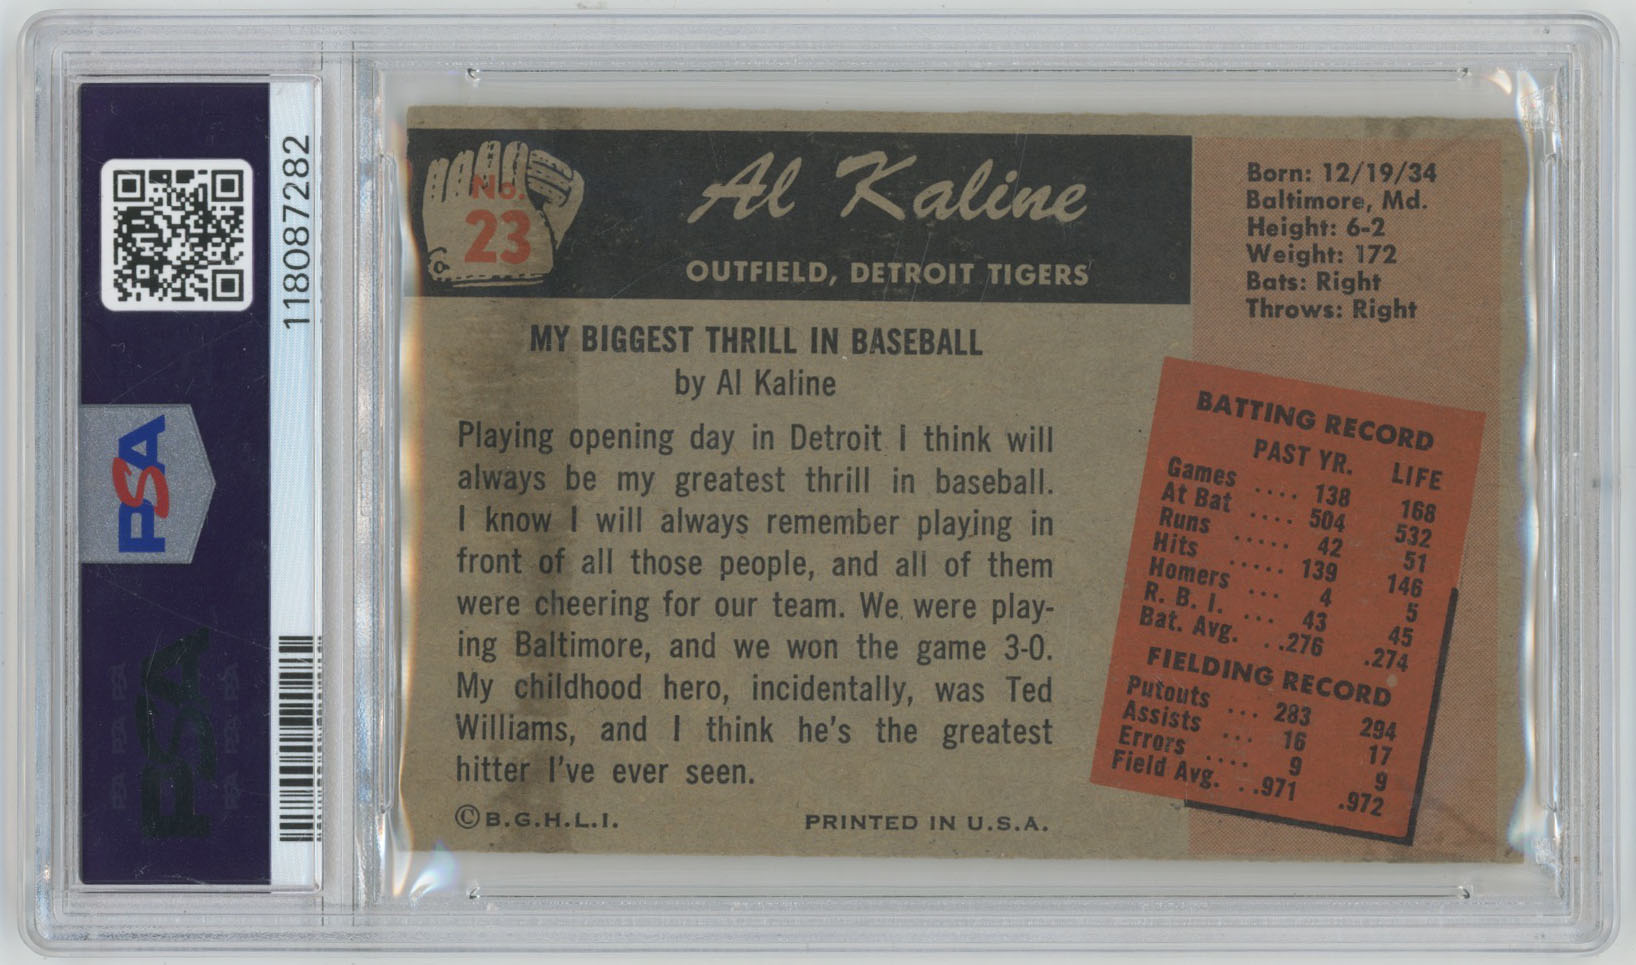 118087282
PSA
PSA
No.
23
Al Kaline
OUTFIELD, DETROIT TIGERS
Born: 12/19/34
Baltimore, Md.
Height: 6-2
Weight: 172
Bats: Right
Throws: Right
MY BIGGEST THRILL IN BASEBALL
by Al Kaline
Playing opening day in Detroit I think will
always be my greatest thrill in baseball.
I know I will always remember playing in
front of all those people, and all of them
were cheering for our team. We were play-
ing Baltimore, and we won the game 3-0.
My childhood hero, incidentally, was Ted
Williams, and I think he's the greatest
hitter I've ever seen.
©B.G.H.L.I.
PRINTED IN U.S.A.
BATTING RECORD
PAST YR. LIFE
Games .... 138 168
At Bat .... 504 532
Runs ..... 42 51
Hits ..... 139 146
Homers ... 4 5
R. B. I. ... 43 45
Bat. Avg. ..276 .274
FIELDING RECORD
Putouts ... 283 294
Assists ... 16 17
Errors .... 9 9
Field Avg. ..971 .972